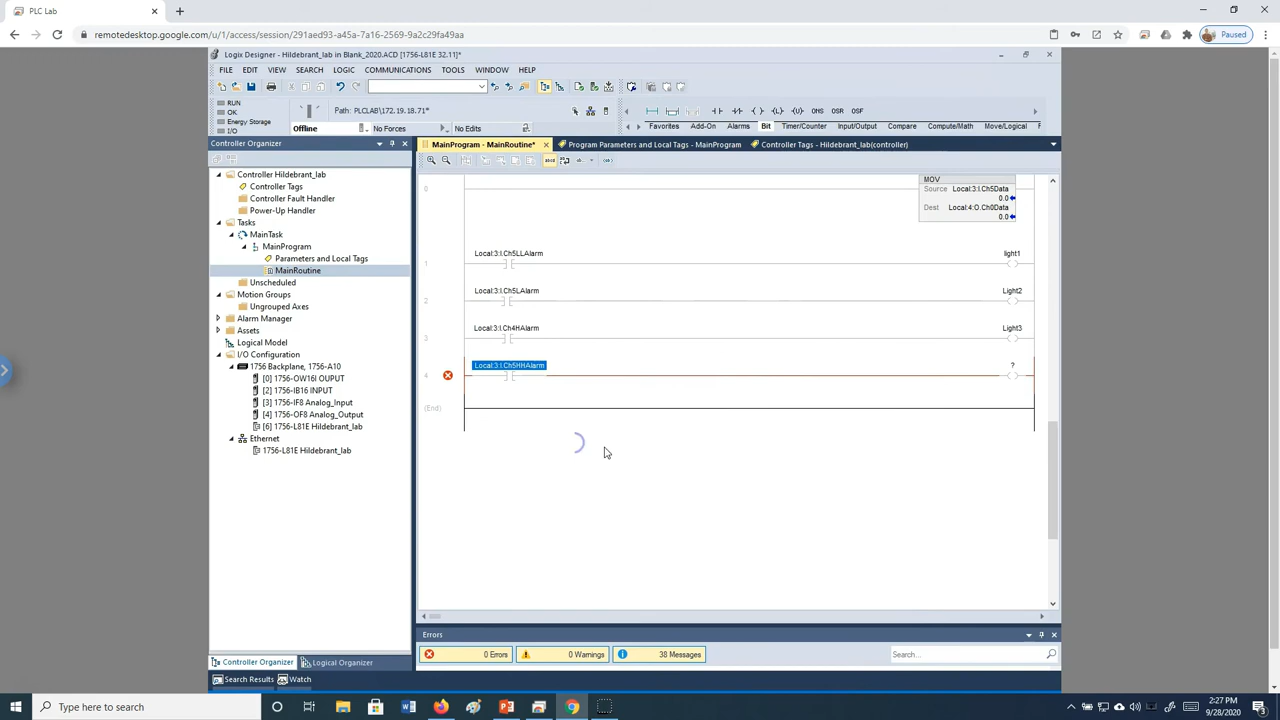 PLC Lab
remotedesktop.google.com/u/1/access/session/291aed93-a45a-7a16-2569-9a2c29fa49aa
Paused
Logix Designer - Hildebrant_lab in Blank_2020.ACD [1756-L81E 32.11]*
FILE EDIT VIEW SEARCH LOGIC COMMUNICATIONS TOOLS WINDOW HELP
RUN
OK
Energy Storage
I/O
Path: PLCLAB\172.19.18.71*
Offline
No Forces
No Edits
ONS OSR OSF
Favorites Add-On Alarms Bit Timer/Counter Input/Output Compare Compute/Math Move/Logical
Controller Organizer
MainProgram - MainRoutine*
Program Parameters and Local Tags - MainProgram
Controller Tags - Hildebrant_lab(controller)
Controller Hildebrant_lab
Controller Tags
Controller Fault Handler
Power-Up Handler
Tasks
MainTask
MainProgram
Parameters and Local Tags
MainRoutine
Unscheduled
Motion Groups
Ungrouped Axes
Alarm Manager
Assets
Logical Model
I/O Configuration
1756 Backplane, 1756-A10
[0] 1756-OW16I OUPUT
[2] 1756-IB16 INPUT
[3] 1756-IF8 Analog_Input
[4] 1756-OF8 Analog_Output
[6] 1756-L81E Hildebrant_lab
Ethernet
1756-L81E Hildebrant_lab
0
MOV
Source Local:3:I.Ch5Data
0.0
Dest Local:4:O.Ch0Data
0.0
Local:3:I.Ch5LLAlarm light1
1
Local:3:I.Ch5LAlarm Light2
2
Local:3:I.Ch4HAlarm Light3
3
Local:3:I.Ch5HHAlarm ?
4
(End)
Errors
0 Errors
0 Warnings
38 Messages
Search...
Controller Organizer
Logical Organizer
Search Results
Watch
Type here to search
2:27 PM
9/28/2020